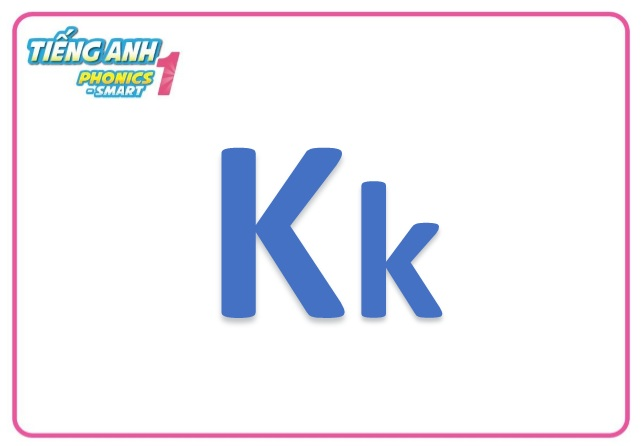 TIẾNG ANH
PHONICS
-SMART 1
Kk